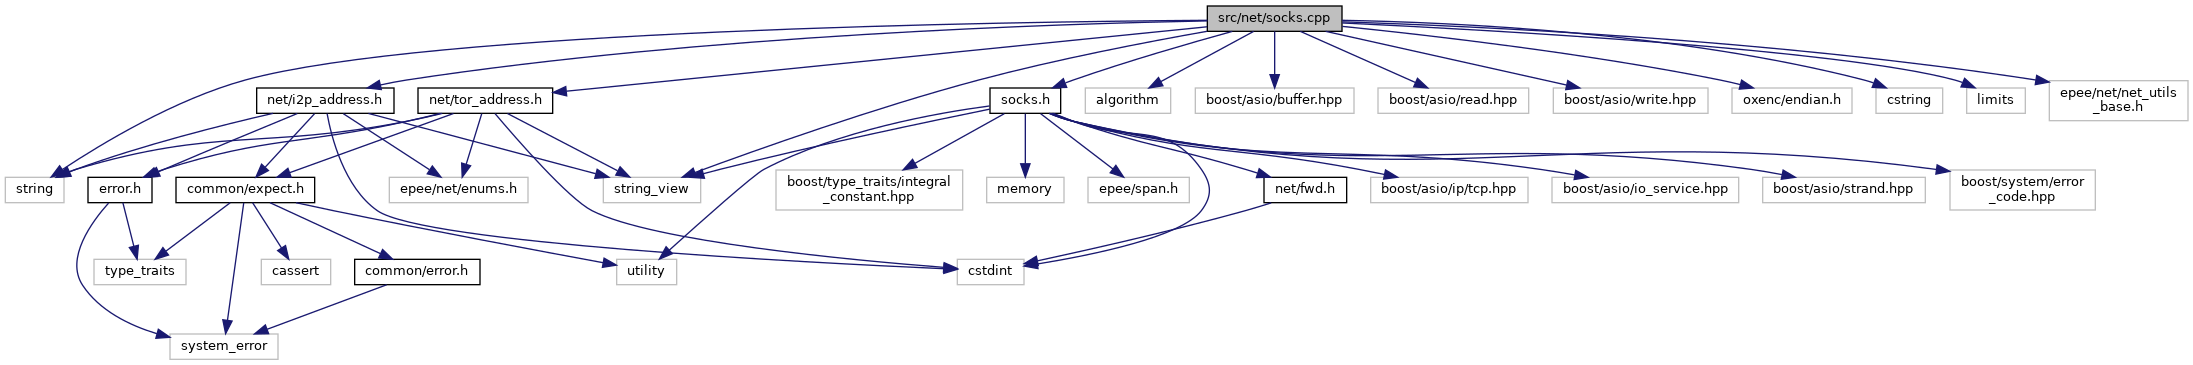 src/net/socks.cpp
net/i2p_address.h
net/tor_address.h
socks.h
algorithm
boost/asio/buffer.hpp
boost/asio/read.hpp
boost/asio/write.hpp
oxenc/endian.h
cstring
limits
epee/net/net_utils
_base.h
string
error.h
common/expect.h
epee/net/enums.h
string_view
boost/type_traits/integral
_constant.hpp
memory
epee/span.h
net/fwd.h
boost/asio/ip/tcp.hpp
boost/asio/io_service.hpp
boost/asio/strand.hpp
boost/system/error
_code.hpp
type_traits
cassert
common/error.h
utility
cstdint
system_error